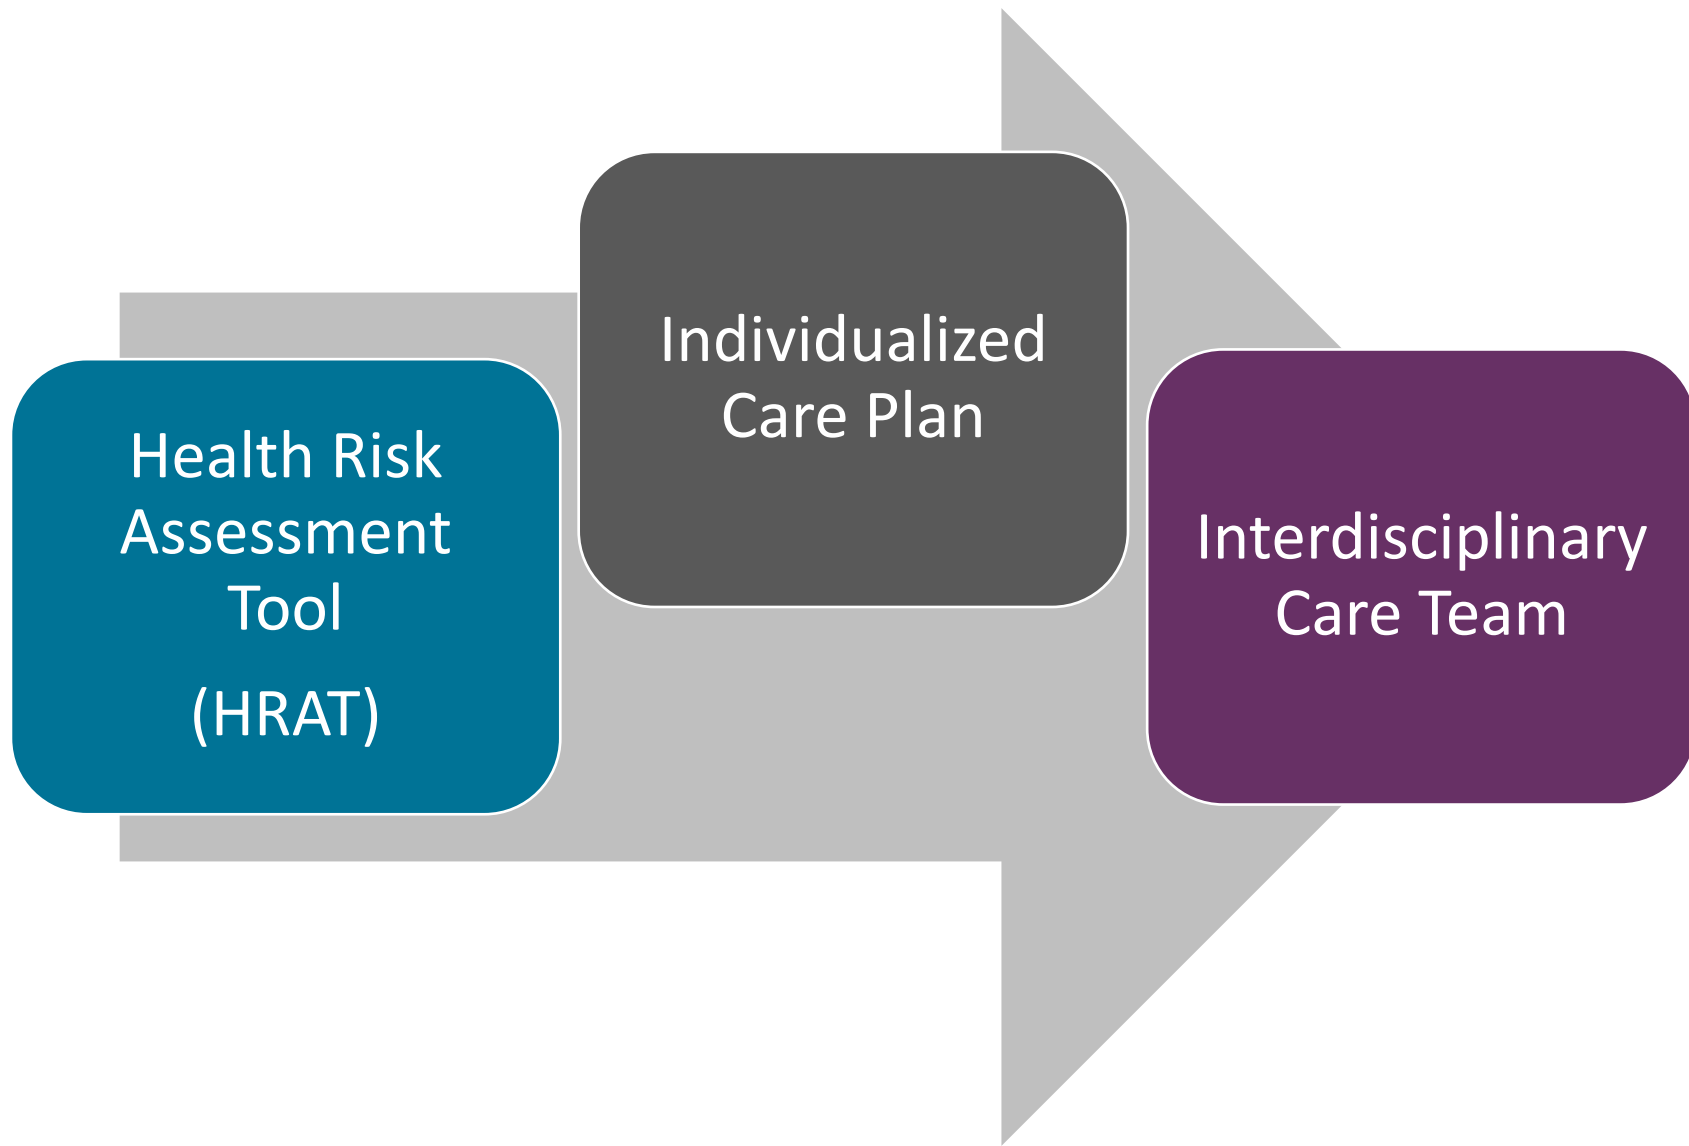 Health Risk
Assessment
Tool
(HRAT)
Individualized
Care Plan
Interdisciplinary
Care Team